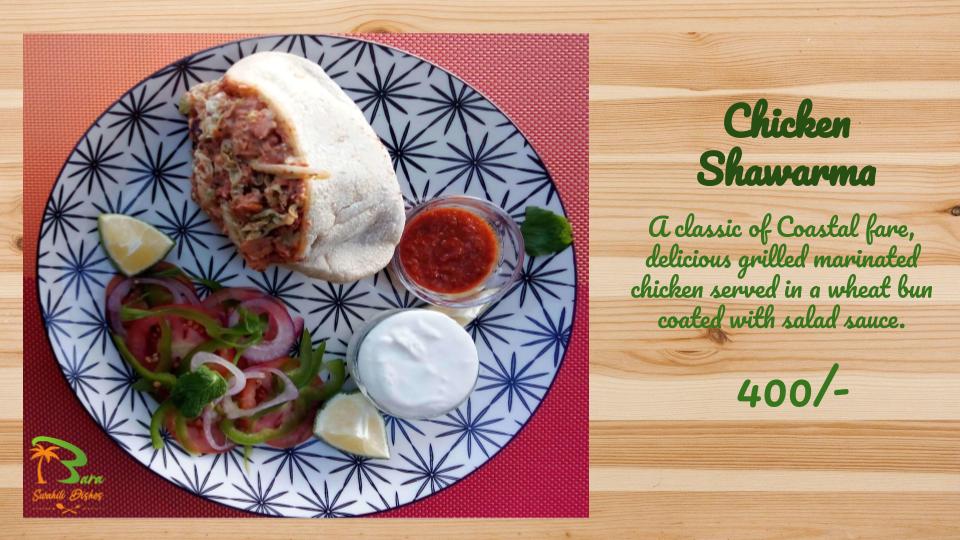 Chicken
Shawarma
A classic of Coastal fare,
delicious grilled marinated
chicken served in a wheat bun
coated with salad sauce.
400/-
Bara
Swahili Dishes